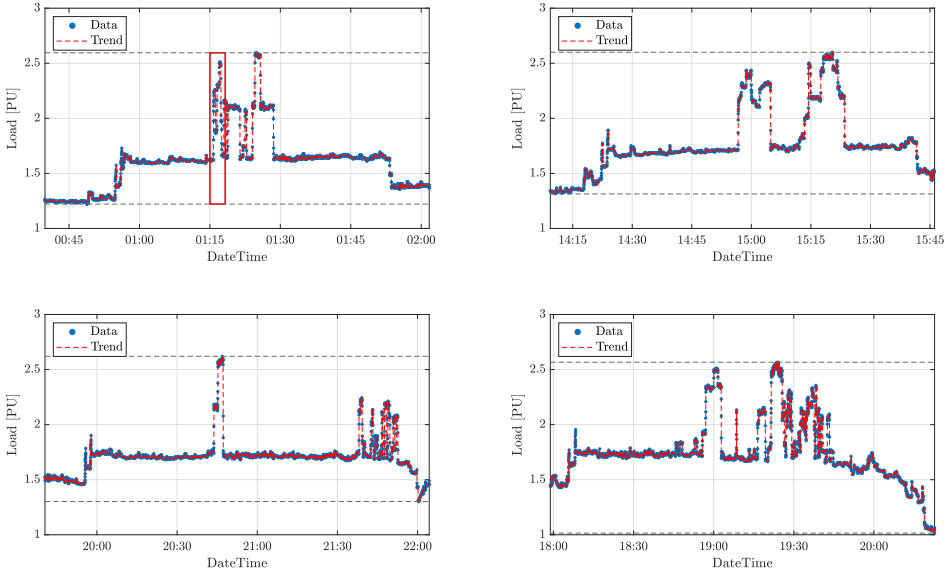 3
2.5
2
1.5
1
Load [PU]
Data
Trend
00:45
01:00
01:15
01:30
01:45
02:00
DateTime
3
2.5
2
1.5
1
Load [PU]
Data
Trend
14:15
14:30
14:45
15:00
15:15
15:30
15:45
DateTime
3
2.5
2
1.5
1
Load [PU]
Data
Trend
20:00
20:30
21:00
21:30
22:00
DateTime
3
2.5
2
1.5
1
Load [PU]
Data
Trend
18:00
18:30
19:00
19:30
20:00
DateTime